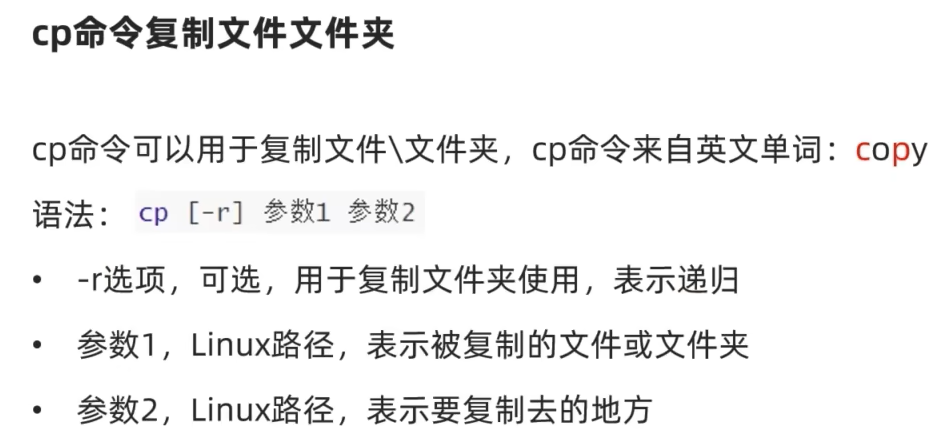 cp命令复制文件文件夹
cp命令可以用于复制文件\文件夹，cp命令来自英文单词：copy
语法： cp [-r] 参数1 参数2
• -r选项，可选，用于复制文件夹使用，表示递归
• 参数1，Linux路径，表示被复制的文件或文件夹
• 参数2，Linux路径，表示要复制去的地方